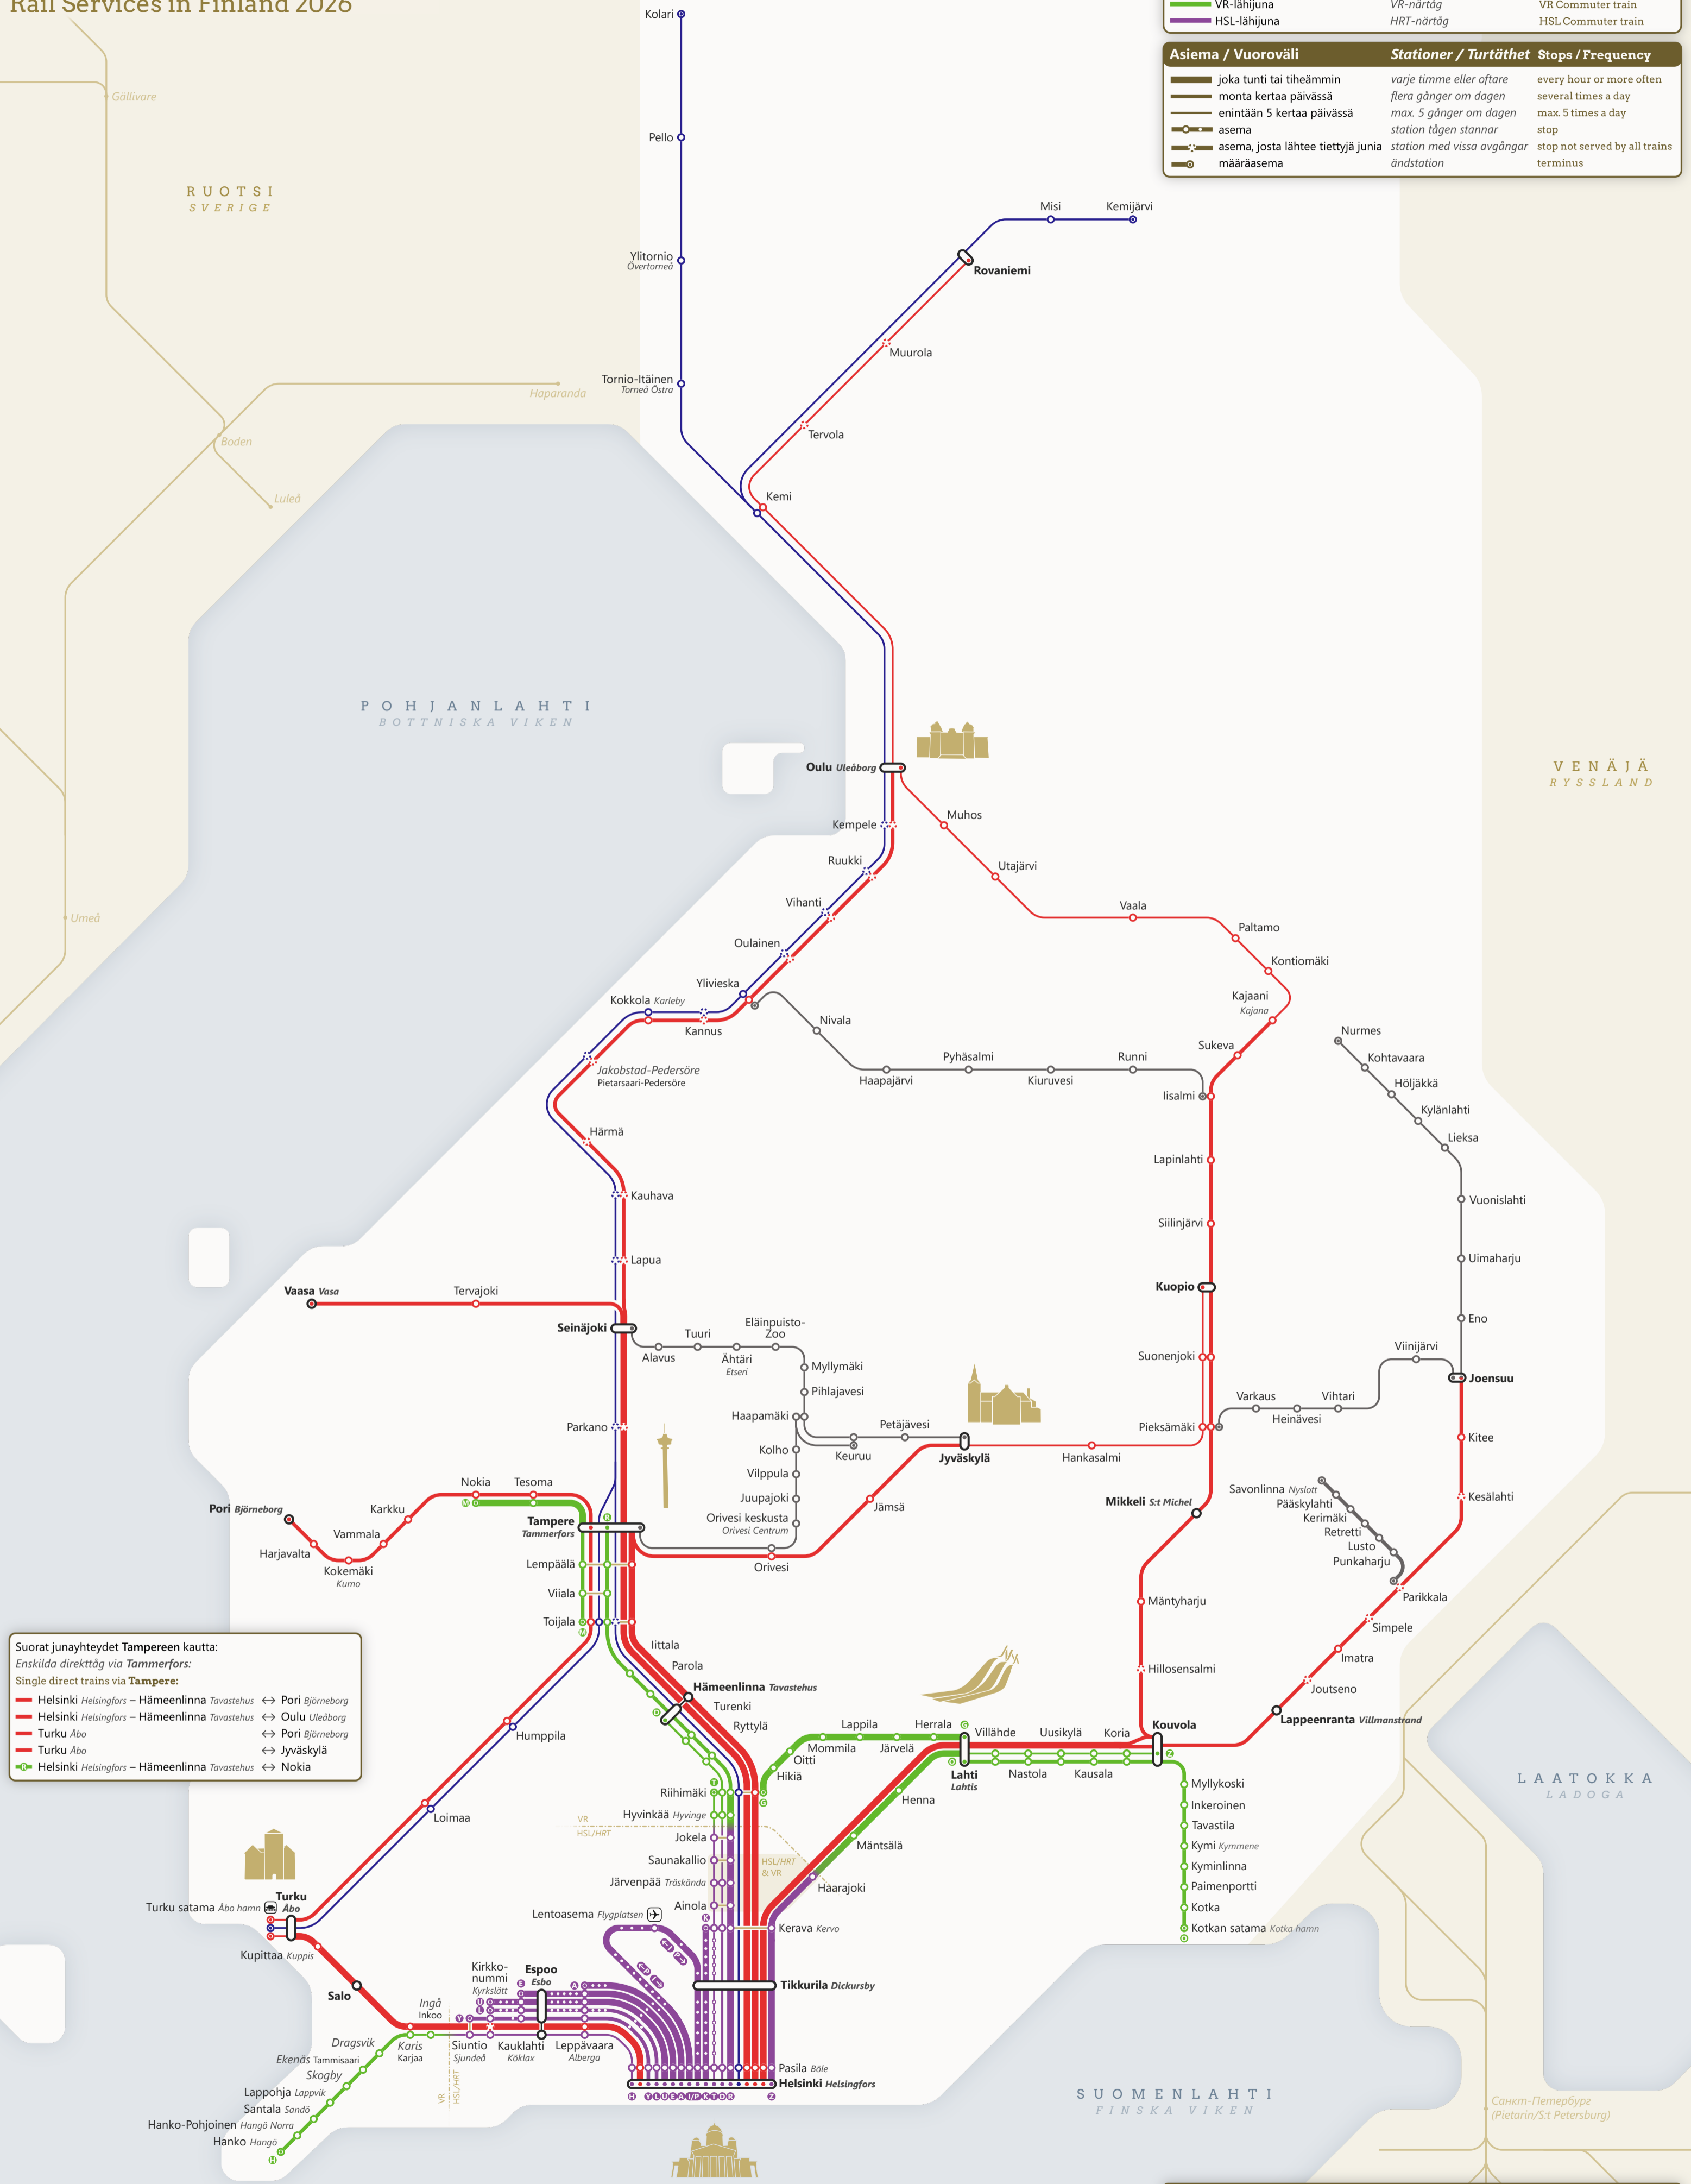 Rail Services in Finland 2026
VR-lähijuna VR-närtåg VR Commuter train
HSL-lähijuna HRT-närtåg HSL Commuter train
Asiema / Vuoroväli Stationer / Turtäthet Stops / Frequency
joka tunti tai tiheämmin varje timme eller oftare every hour or more often
monta kertaa päivässä flera gånger om dagen several times a day
enintään 5 kertaa päivässä max. 5 gånger om dagen max. 5 times a day
asema station tågen stannar stop
asema, josta lähtee tiettyjä junia station med vissa avgångar stop not served by all trains
määräasema ändstation terminus
Kolari
Gällivare
Pello
RUOTSI
SVERIGE
Misi
Kemijärvi
Ylitornio
Övertorneå
Rovaniemi
Muurola
Tornio-Itäinen
Torneå Östra
Haparanda
Tervola
Boden
Luleå
Kemi
POHJANLAHTI
BOTTNISKA VIKEN
Oulu Uleåborg
VENÄJÄ
RYSSLAND
Muhos
Kempele
Ruukki
Utajärvi
Vihanti
Vaala
Umeå
Paltamo
Oulainen
Kontiomäki
Ylivieska
Kajaani
Kajana
Kokkola Karleby
Kannus
Nivala
Nurmes
Sukeva
Kohtavaara
Pyhäsalmi
Runni
Jakobstad-Pedersöre
Pietarsaari-Pedersöre
Haapajärvi
Kiuruvesi
Höljäkkä
Iisalmi
Kylänlahti
Härmä
Lieksa
Lapinlahti
Kauhava
Vuonislahti
Siilinjärvi
Lapua
Uimaharju
Vaasa Vasa
Tervajoki
Kuopio
Seinäjoki
Eläinpuisto-
Zoo
Tuuri
Eno
Alavus
Ähtäri
Etseri
Suonenjoki
Viinijärvi
Myllymäki
Joensuu
Pihlajavesi
Varkaus
Vihtari
Haapamäki
Heinävesi
Parkano
Petäjävesi
Pieksämäki
Kitee
Kolho
Keuruu
Jyväskylä
Hankasalmi
Vilppula
Nokia
Tesoma
Savonlinna Nyslott
Kesälahti
Juupajoki
Jämsä
Mikkeli S:t Michel
Pääskylahti
M
Pori Björneborg
Karkku
Orivesi keskusta
Orivesi Centrum
Kerimäki
R
Tampere
Tammerfors
Vammala
Retretti
Lusto
Harjavalta
Punkaharju
Kokemäki
Kumo
Lempäälä
Orivesi
Viiala
Mäntyharju
Parikkala
Toijala
M
Simpele
Suorat junayhteydet Tampereen kautta:
Enskilda direkttåg via Tammerfors:
Single direct trains via Tampere:
Helsinki Helsingfors – Hämeenlinna Tavastehus ↔ Pori Björneborg
Helsinki Helsingfors – Hämeenlinna Tavastehus ↔ Oulu Uleåborg
Turku Åbo ↔ Pori Björneborg
Turku Åbo ↔ Jyväskylä
R Helsinki Helsingfors – Hämeenlinna Tavastehus ↔ Nokia
Iittala
Imatra
Parola
Hillosensalmi
Hämeenlinna Tavastehus
Joutseno
D
Turenki
Lappeenranta Villmanstrand
Ryttylä
Humppila
Lappila
Herrala
G
Villähde
Uusikylä
Koria
Kouvola
Mommila
Järvelä
Z
Oitti
O
Lahti
Lahtis
Nastola
Kausala
Hikiä
LAATOKKA
LADOGA
T
Riihimäki
G
Myllykoski
Henna
Inkeroinen
Hyvinkää Hyvinge
VR
HSL/HRT
Loimaa
Tavastila
Jokela
Mäntsälä
Kymi Kymmene
Saunakallio
HSL/HRT
& VR
Kyminlinna
Järvenpää Träskända
Haarajoki
Paimenportti
Turku
Åbo
Turku satama Åbo hamn
Ainola
Kotka
Lentoasema Flygplatsen
K
Kerava Kervo
Kotkan satama Kotka hamn
O
Kupittaa Kuppis
Kirkko-
nummi
Kyrkslätt
Espoo
Esbo
E
A
Tikkurila Dickursby
Salo
U
L
Y
Ingå
Inkoo
Dragsvik
Karis
Karjaa
Siuntio
Sjundeå
Kauklahti
Köklax
Leppävaara
Alberga
Ekenäs Tammisaari
Pasila Böle
Skogby
Helsinki Helsingfors
VR
HSL/HRT
H Y L U E A I/P K T D R Z
Lappohja Lappvik
Santala Sandö
SUOMENLAHTI
FINSKA VIKEN
Санкт-Петербург
(Pietarin/S:t Petersburg)
Hanko-Pohjoinen Hangö Norra
Hanko Hangö
H